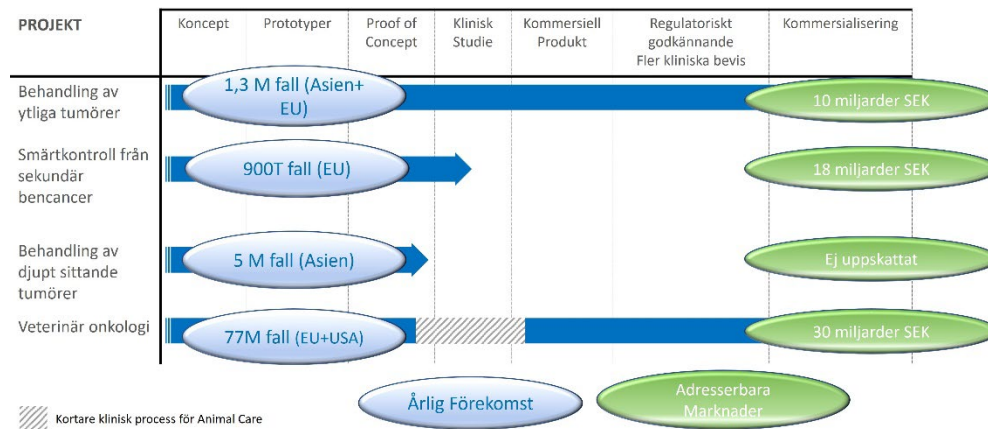 PROJEKT
Koncept
Prototyper
Proof of
Concept
Klinisk
Studie
Kommersiell
Produkt
Regulatoriskt
godkännande
Fler kliniska bevis
Kommersialisering
Behandling av
ytliga tumörer
1,3 M fall (Asien+
EU)
10 miljarder SEK
Smärtkontroll från
sekundär
bencancer
900T fall (EU)
18 miljarder SEK
Behandling av
djupt sittande
tumörer
5 M fall (Asien)
Ej uppskattat
Veterinär onkologi
77M fall (EU+USA)
30 miljarder SEK
Årlig Förekomst
Adresserbara
Marknader
Kortare klinisk process för Animal Care